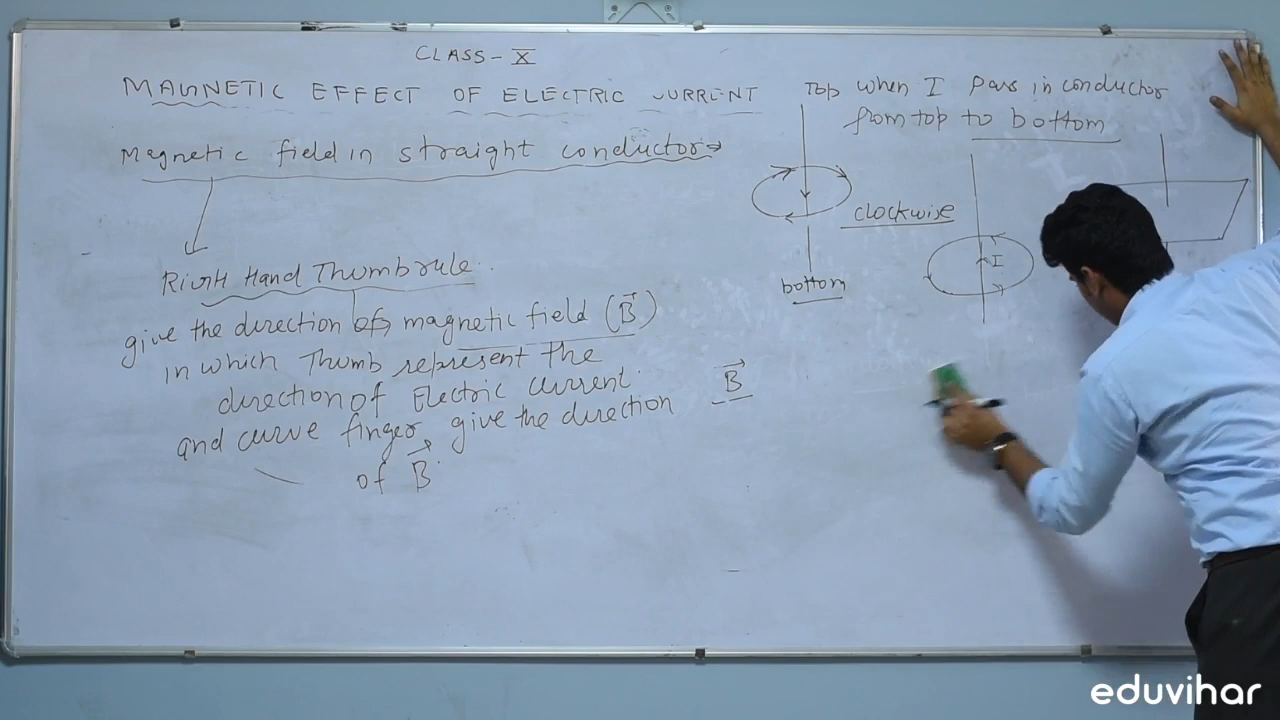 CLASS - X
MAGNETIC EFFECT OF ELECTRIC CURRENT
Magnetic field in straight conductor
Right Hand Thumb rule
give the direction of magnetic field (B)
in which Thumb represent the
direction of Electric current.
and curve finger give the direction
of B.
B
Top when I Pass in conductor
from top to bottom
clockwise
bottom
I
eduvihar